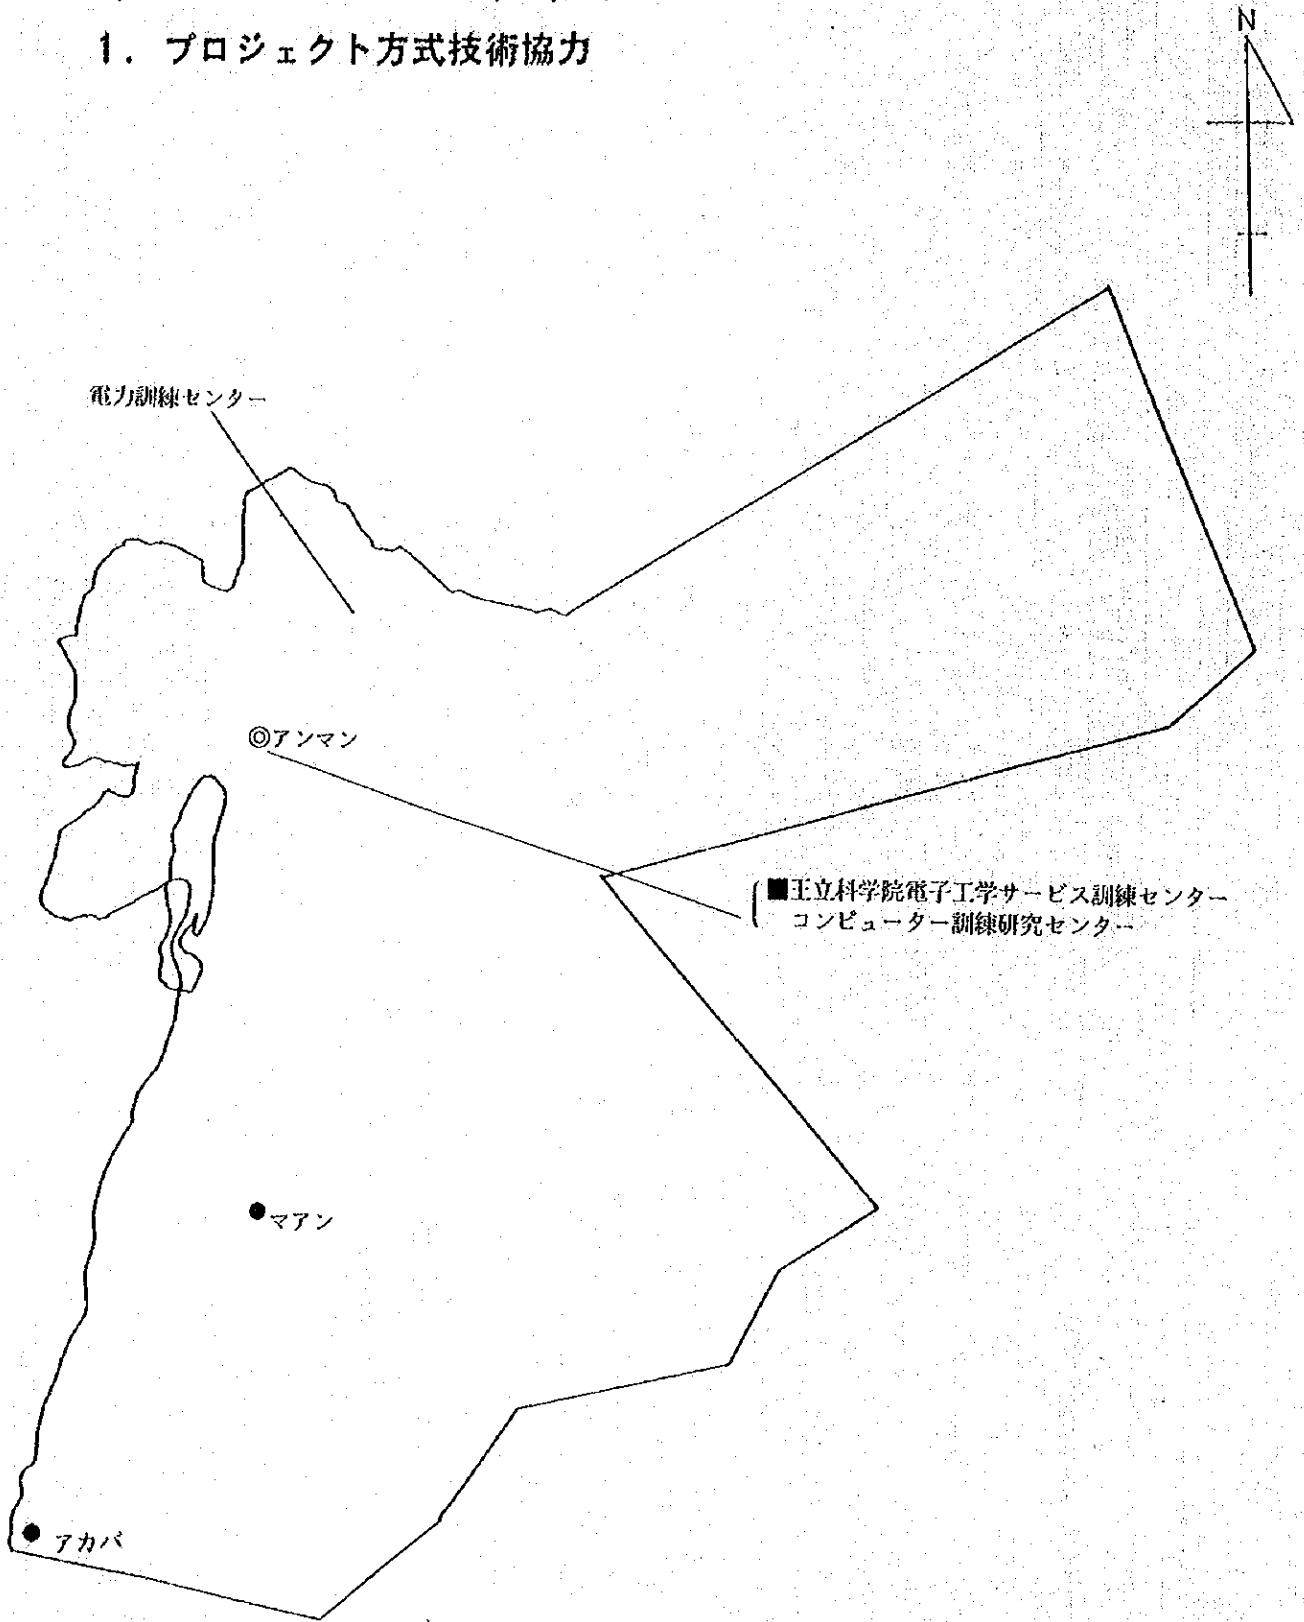 1. プロジェクト方式技術協力
N
電力訓練センター
◎アンマン
■王立科学院電子工学サービス訓練センター
コンピューター訓練研究センター
●マアン
●アカバ